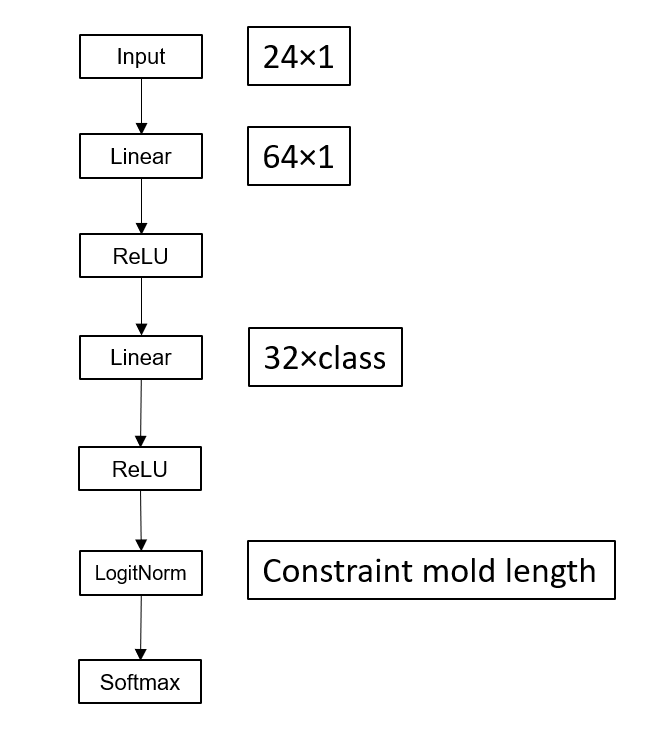 Input
24×1
Linear
64×1
ReLU
Linear
32×class
ReLU
LogitNorm
Constraint mold length
Softmax